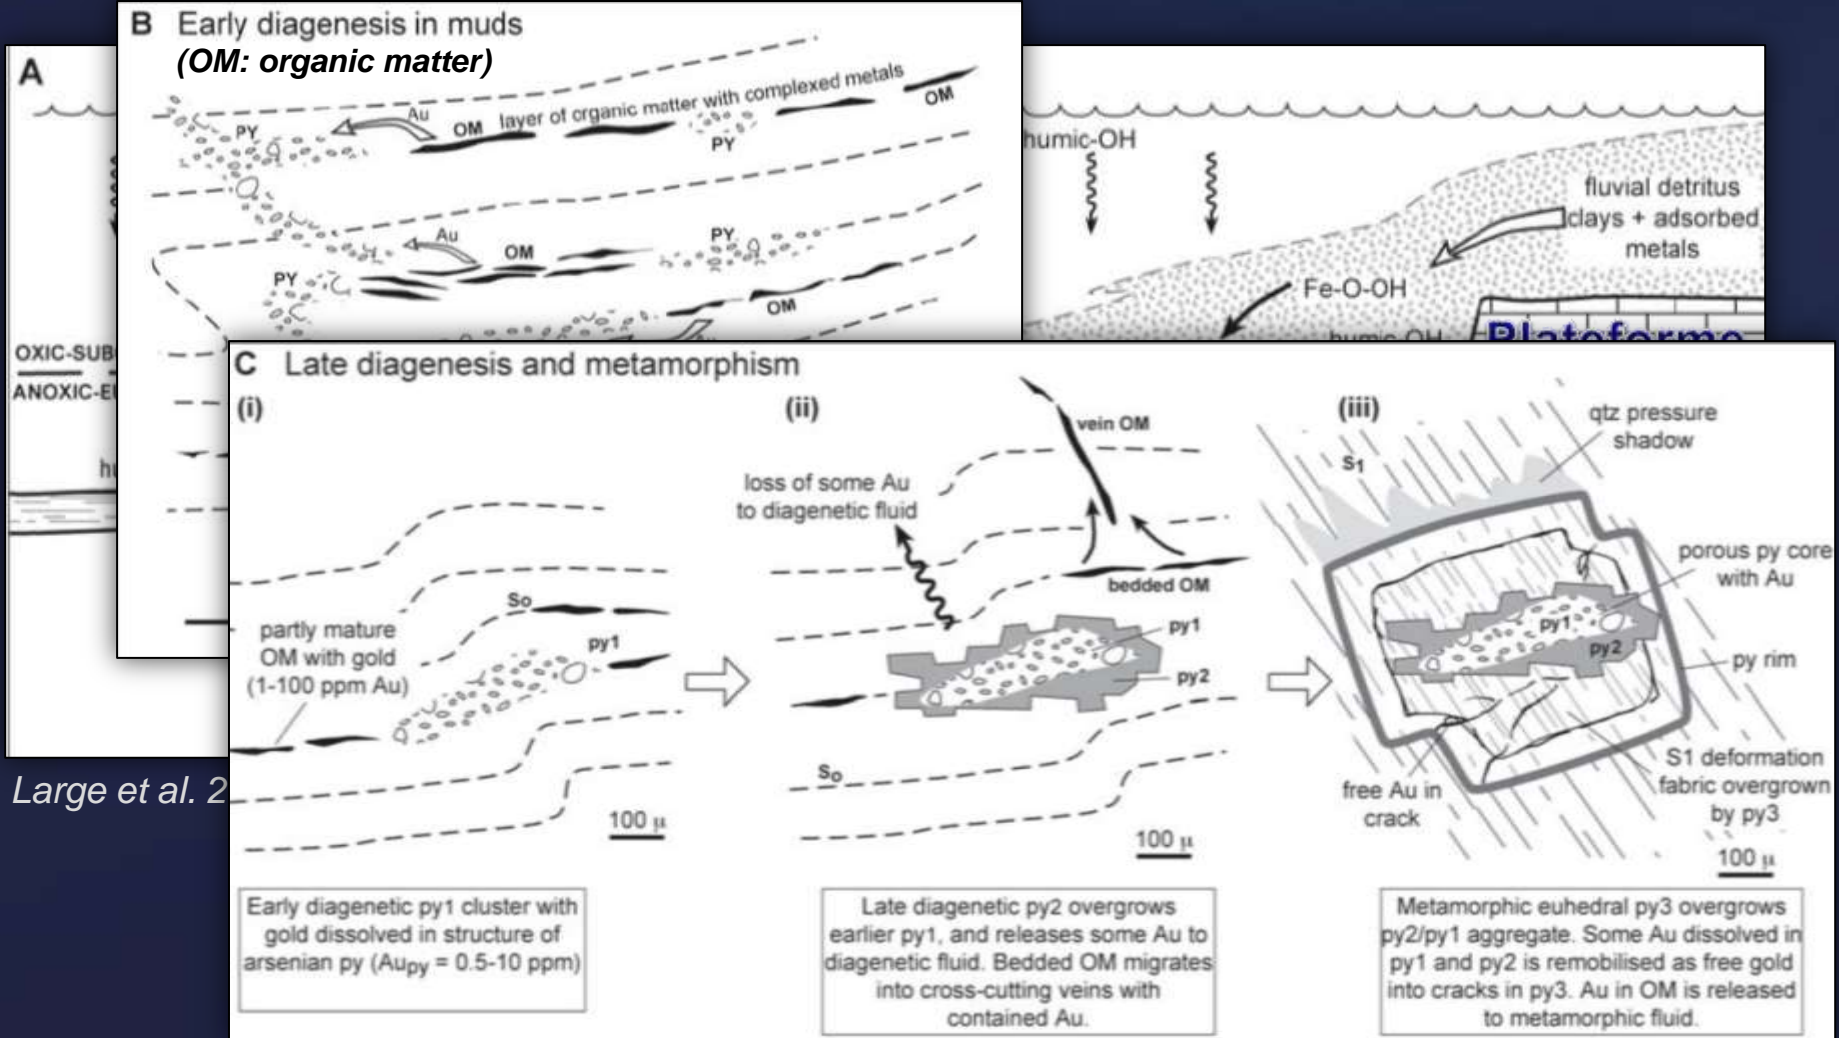 B Early diagenesis in muds
(OM: organic matter)
Au
OM layer of organic matter with complexed metals
OM
PY
PY
Au
OM
PY
PY
OM
A
OXIC-SUB
ANOXIC-E
Large et al. 2
humic-OH
fluvial detritus
clays + adsorbed
metals
Fe-O-OH
humic-OH
Plateforme
C Late diagenesis and metamorphism
(i)
So
py1
partly mature
OM with gold
(1-100 ppm Au)
100 µ
Early diagenetic py1 cluster with
gold dissolved in structure of
arsenian py (Aupy = 0.5-10 ppm)
(ii)
vein OM
loss of some Au
to diagenetic fluid
bedded OM
py1
py2
So
100 µ
Late diagenetic py2 overgrows
earlier py1, and releases some Au to
diagenetic fluid. Bedded OM migrates
into cross-cutting veins with
contained Au.
(iii)
qtz pressure
shadow
S1
porous py core
with Au
py1
py2
py rim
S1 deformation
fabric overgrown
by py3
free Au in
crack
100 µ
Metamorphic euhedral py3 overgrows
py2/py1 aggregate. Some Au dissolved in
py1 and py2 is remobilised as free gold
into cracks in py3. Au in OM is released
to metamorphic fluid.